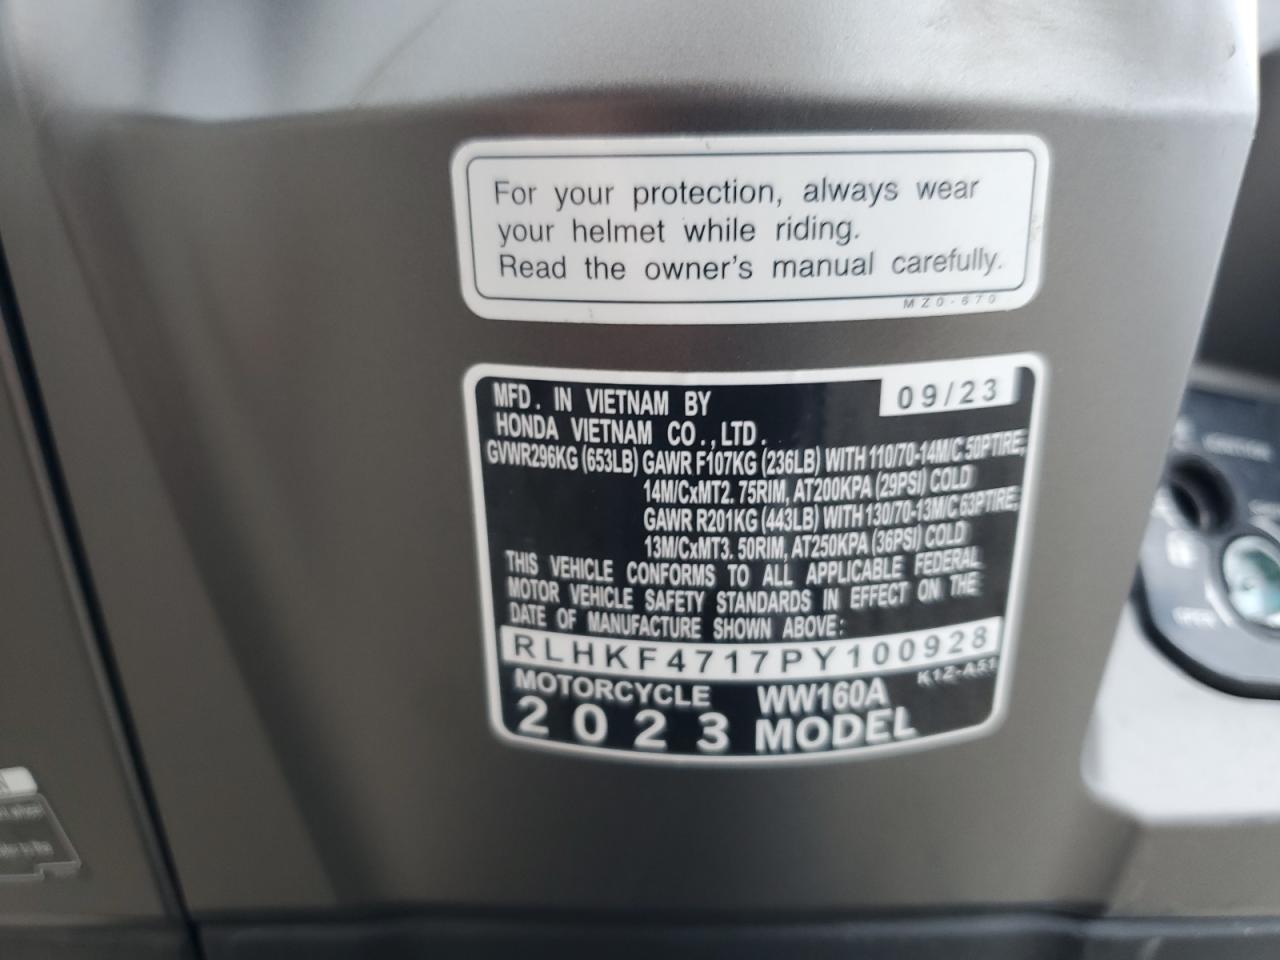 For your protection, always wear
your helmet while riding.
Read the owner's manual carefully.
MZ0-670
MFD. IN VIETNAM BY
09/23
HONDA VIETNAM CO.,LTD.
GVWR296KG (653LB) GAWR F107KG (236LB) WITH 110/70-14M/C 50PTIRE,
14M/CxMT2. 75RIM, AT200KPA (29PSI) COLD
GAWR R201KG (443LB) WITH 130/70-13M/C 63PTIRE,
13M/CxMT3. 50RIM, AT250KPA (36PSI) COLD
THIS VEHICLE CONFORMS TO ALL APPLICABLE FEDERAL
MOTOR VEHICLE SAFETY STANDARDS IN EFFECT ON THE
DATE OF MANUFACTURE SHOWN ABOVE:
RLHKF4717PY100928
K1Z-A51
MOTORCYCLE WW160A
2023 MODEL
IGNITION
OPEN